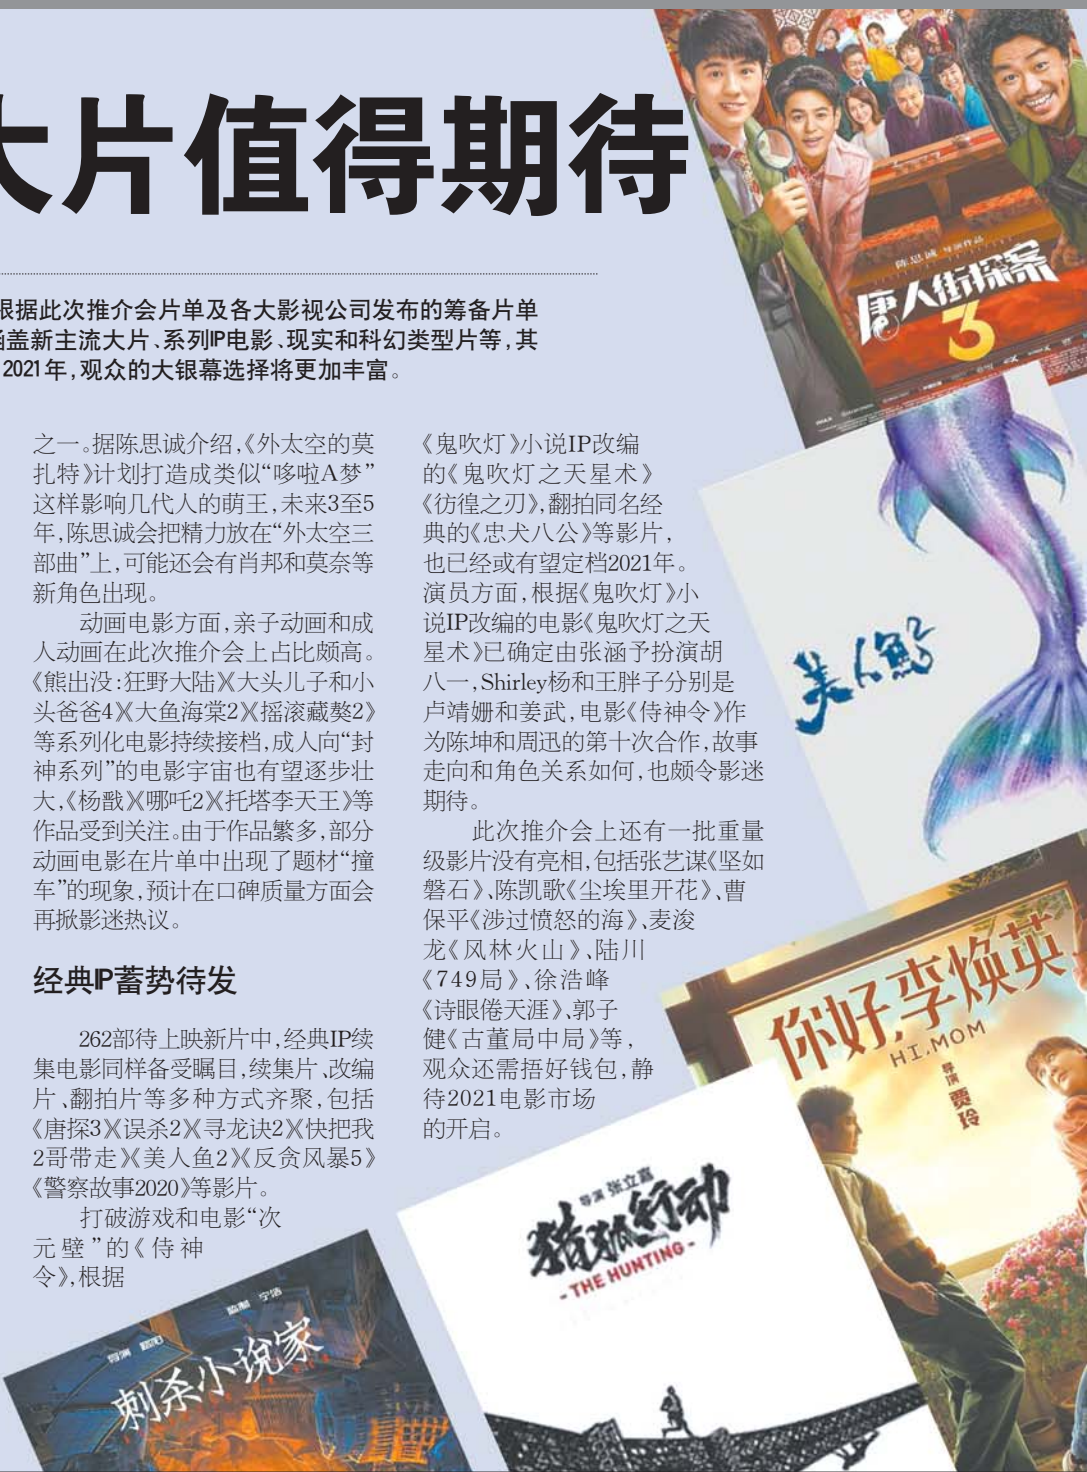 大片值得期待
根据此次推介会片单及各大影视公司发布的筹备片单
涵盖新主流大片、系列IP电影、现实和科幻类型片等,其
2021年,观众的大银幕选择将更加丰富。
之一。据陈思诚介绍,《外太空的莫
扎特》计划打造成类似“哆啦A梦”
这样影响几代人的萌王,未来3至5
年,陈思诚会把精力放在“外太空三
部曲”上,可能还会有肖邦和莫奈等
新角色出现。
动画电影方面,亲子动画和成
人动画在此次推介会上占比颇高。
《熊出没:狂野大陆》《大头儿子和小
头爸爸4》《大鱼海棠2》《摇滚藏獒2》
等系列化电影持续接档,成人向“封
神系列”的电影宇宙也有望逐步壮
大,《杨戬》《哪吒2》《托塔李天王》等
作品受到关注。由于作品繁多,部分
动画电影在片单中出现了题材“撞
车”的现象,预计在口碑质量方面会
再掀影迷热议。
经典IP蓄势待发
262部待上映新片中,经典IP续
集电影同样备受瞩目,续集片、改编
片、翻拍片等多种方式齐聚,包括
《唐探3》《误杀2》《寻龙诀2》《快把我
2哥带走》《美人鱼2》《反贪风暴5》
《警察故事2020》等影片。
打破游戏和电影“次
元壁”的《侍神
令》,根据
《鬼吹灯》小说IP改编
的《鬼吹灯之天星术》
《彷徨之刃》,翻拍同名经
典的《忠犬八公》等影片,
也已经或有望定档2021年。
演员方面,根据《鬼吹灯》小
说IP改编的电影《鬼吹灯之天
星术》已确定由张涵予扮演胡
八一,Shirley杨和王胖子分别是
卢靖姗和姜武,电影《侍神令》作
为陈坤和周迅的第十次合作,故事
走向和角色关系如何,也颇令影迷
期待。
此次推介会上还有一批重量
级影片没有亮相,包括张艺谋《坚如
磐石》、陈凯歌《尘埃里开花》、曹
保平《涉过愤怒的海》、麦浚
龙《风林火山》、陆川
《749局》、徐浩峰
《诗眼倦天涯》、郭子
健《古董局中局》等,
观众还需捂好钱包,静
待2021电影市场
的开启。
陈思诚 导演作品
唐人街探案
3
美人鱼2
你好,李焕英
HI,MOM
导演 贾玲
导演 张立嘉
猎狐行动
- THE HUNTING -
监制 宁浩
导演 路阳
刺杀小说家